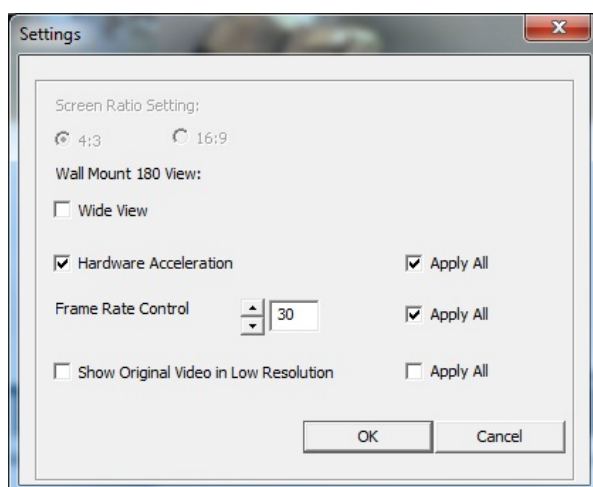 Settings
Screen Ratio Setting:
4:3 16:9
Wall Mount 180 View:
Wide View
Hardware Acceleration Apply All
Frame Rate Control 30 Apply All
Show Original Video in Low Resolution Apply All
OK Cancel